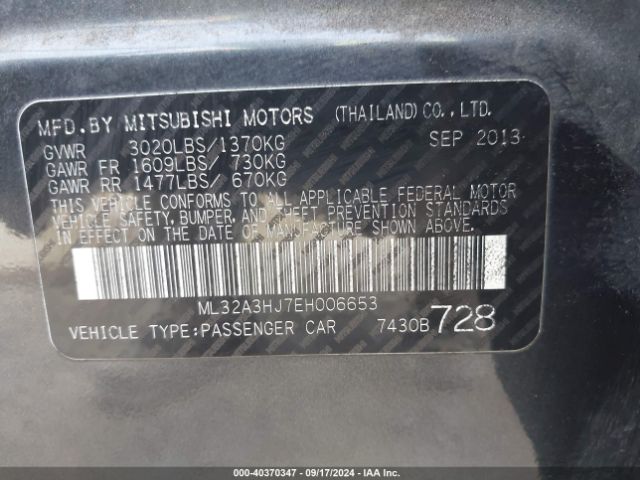 MFD.BY MITSUBISHI MOTORS (THAILAND)CO.,LTD.
GVWR 3020LBS/1370KG SEP 2013
GAWR FR 1609LBS/ 730KG
GAWR RR 1477LBS/ 670KG
THIS VEHICLE CONFORMS TO ALL APPLICABLE FEDERAL MOTOR
VEHICLE SAFETY, BUMPER, AND THEFT PREVENTION STANDARDS
IN EFFECT ON THE DATE OF MANUFACTURE SHOWN ABOVE.
ML32A3HJ7EH006653
VEHICLE TYPE:PASSENGER CAR 7430B 728
000-40370347 - 09/17/2024 - IAAI.COM